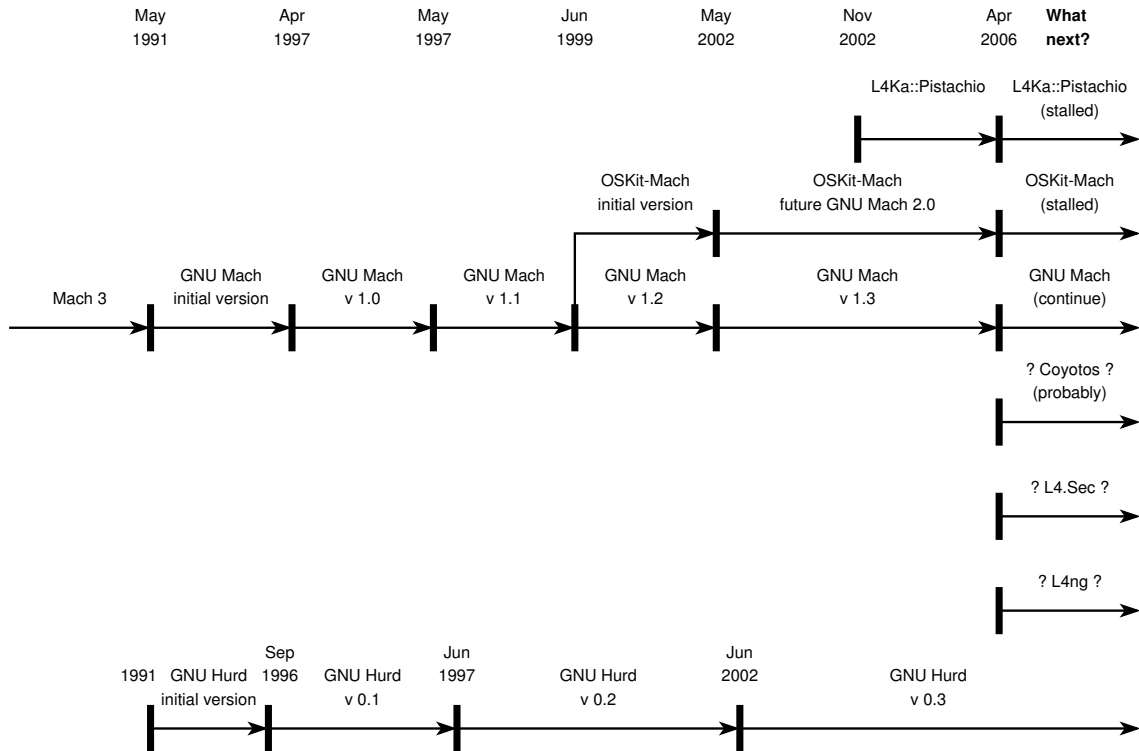 May Apr May Jun May Nov Apr What
1991 1997 1997 1999 2002 2002 2006 next?
L4Ka::Pistachio L4Ka::Pistachio
(stalled)
OSKit-Mach OSKit-Mach OSKit-Mach
initial version future GNU Mach 2.0 (stalled)
GNU Mach GNU Mach GNU Mach GNU Mach GNU Mach GNU Mach
Mach 3 initial version v 1.0 v 1.1 v 1.2 v 1.3 (continue)
? Coyotos ?
(probably)
? L4.Sec ?
? L4ng ?
Sep Jun Jun
1991 GNU Hurd 1996 GNU Hurd 1997 GNU Hurd 2002 GNU Hurd
initial version v 0.1 v 0.2 v 0.3